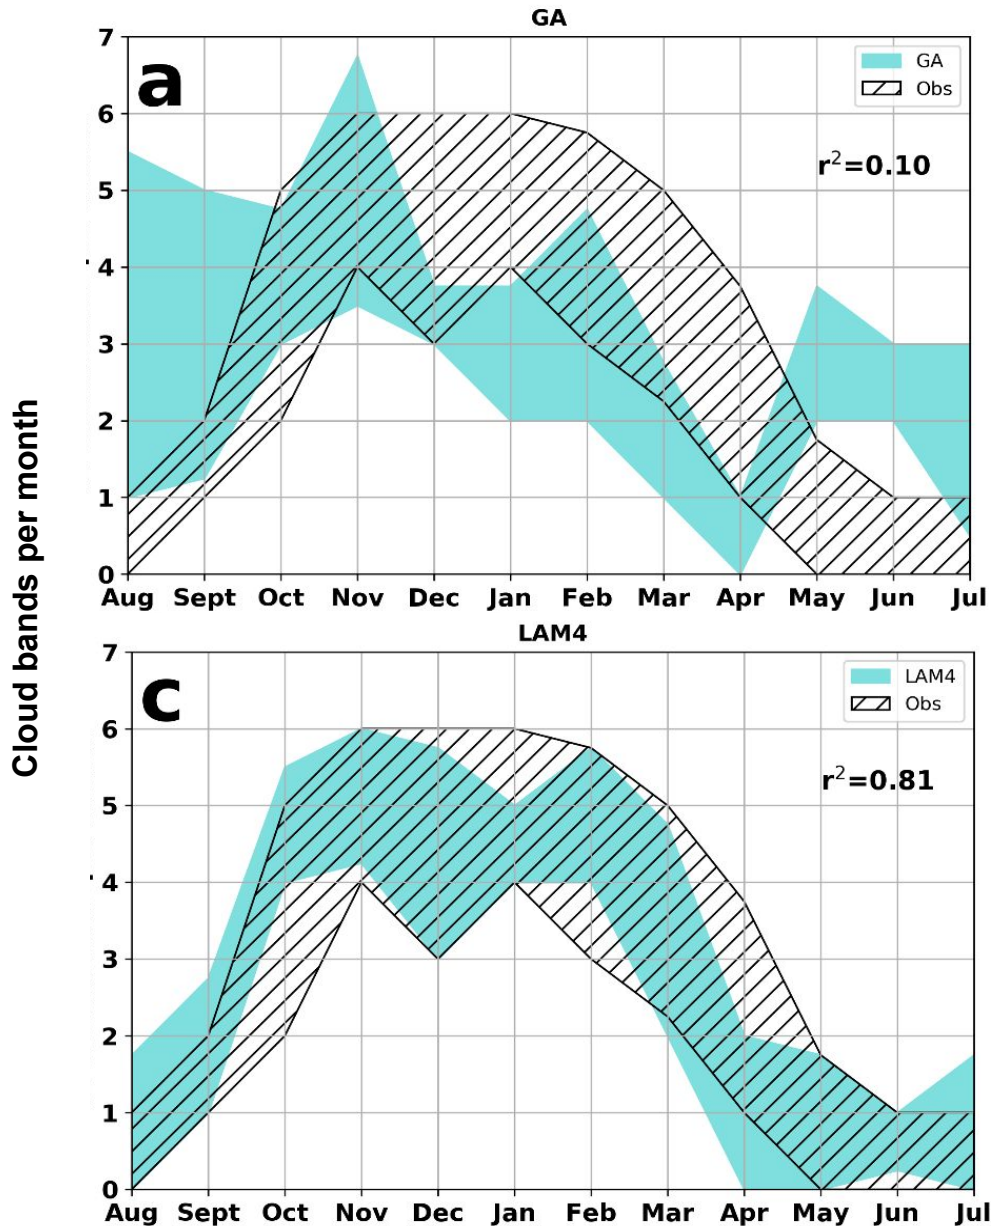 GA
7
6
5
4
3
2
1
0
a
GA
Obs
r²=0.10
Aug Sept Oct Nov Dec Jan Feb Mar Apr May Jun Jul
Cloud bands per month
LAM4
7
6
5
4
3
2
1
0
c
LAM4
Obs
r²=0.81
Aug Sept Oct Nov Dec Jan Feb Mar Apr May Jun Jul